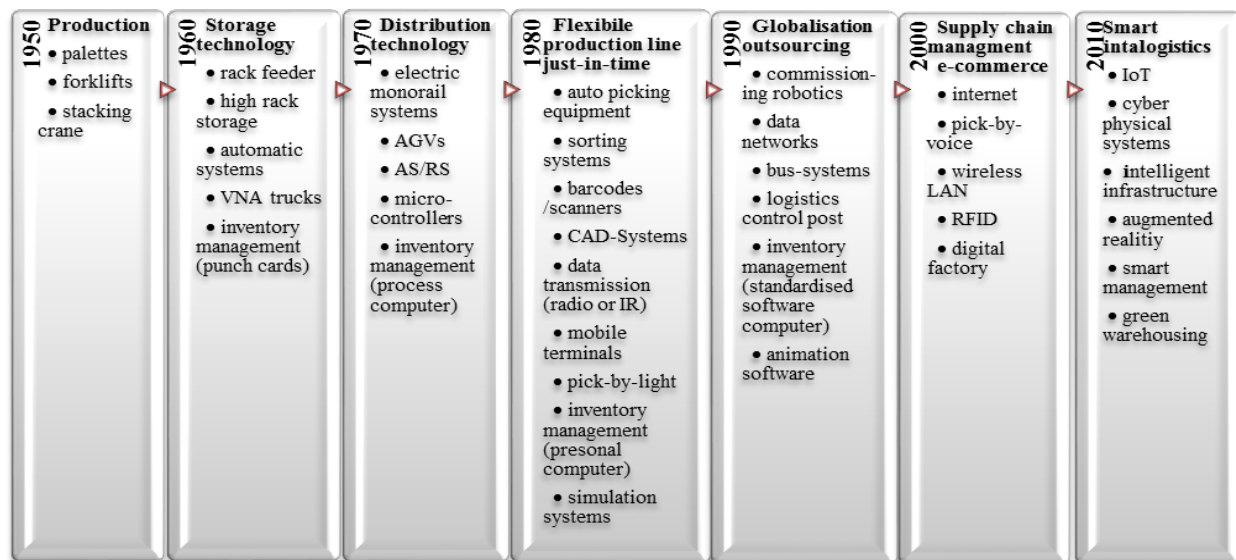 1950
Production
• palettes
• forklifts
• stacking
crane
1960
Storage
technology
• rack feeder
• high rack
storage
• automatic
systems
• VNA trucks
• inventory
management
(punch cards)
1970
Distribution
technology
• electric
monorail
systems
• AGVs
• AS/RS
• micro-
controllers
• inventory
management
(process
computer)
1980
Flexibile
production line
just-in-time
• auto picking
equipment
• sorting
systems
• barcodes
/scanners
• CAD-Systems
• data
transmission
(radio or IR)
• mobile
terminals
• pick-by-light
• inventory
management
(presonal
computer)
• simulation
systems
1990
Globalisation
outsourcing
• commission-
ing robotics
• data
networks
• bus-systems
• logistics
control post
• inventory
management
(standardised
software
computer)
• animation
software
2000
Supply chain
managment
e-commerce
• internet
• pick-by-
voice
• wireless
LAN
• RFID
• digital
factory
2010
Smart
intalogistics
• IoT
• cyber
physical
systems
• intelligent
infrastructure
• augmented
realitiy
• smart
management
• green
warehousing